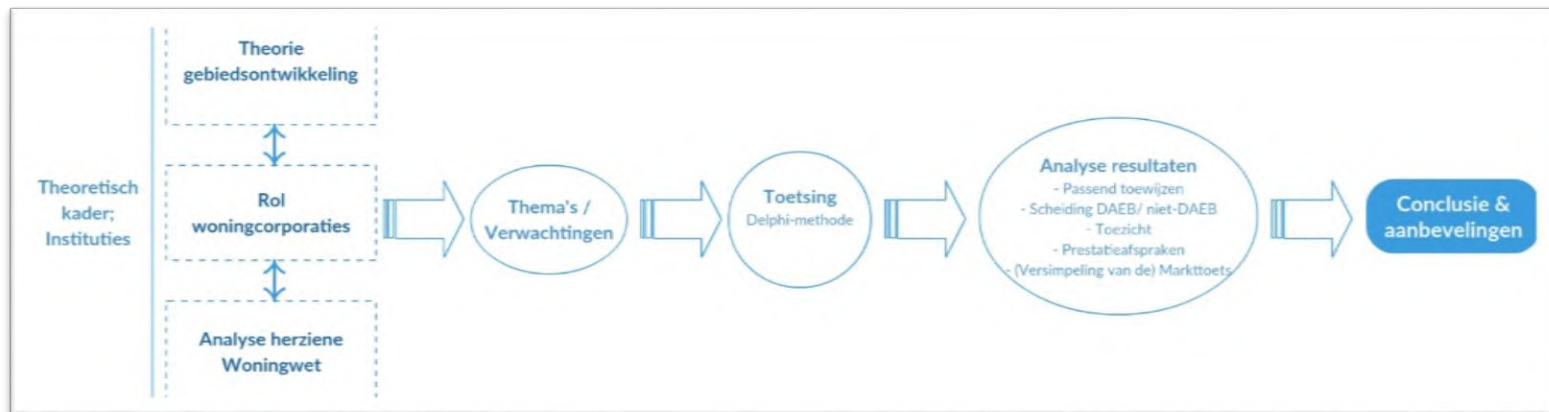 Theoretisch
kader;
Instituties
Theorie
gebiedsontwikkeling
Rol
woningcorporaties
Analyse herziene
Woningwet
Thema's /
Verwachtingen
Toetsing
Delphi-methode
Analyse resultaten
- Passend toewijzen
- Scheiding DAEB/ niet-DAEB
- Toezicht
- Prestatieafspraken
- (Versimpeling van de) Markttoets
Conclusie &
aanbevelingen